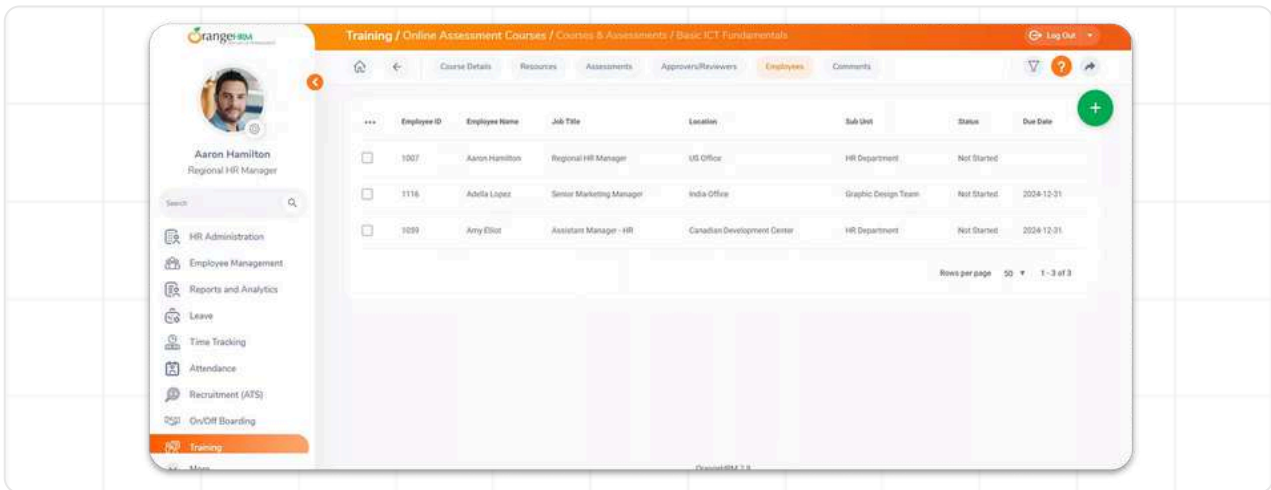 OrangeHRM
Training / Online Assessment Courses / Courses & Assessments / Basic ICT Fundamentals
Log Out
Course Details Resources Assessments Approvers/Reviewers Employees Comments
?
+
••• Employee ID Employee Name Job Title Location Sub Unit Status Due Date
1007 Aaron Hamilton Regional HR Manager US Office HR Department Not Started
1116 Adella Lopez Senior Marketing Manager India Office Graphic Design Team Not Started 2024-12-31
1039 Amy Elliot Assistant Manager - HR Canadian Development Center HR Department Not Started 2024-12-31
Rows per page 50 1 - 3 of 3
Aaron Hamilton
Regional HR Manager
Search
HR Administration
Employee Management
Reports and Analytics
Leave
Time Tracking
Attendance
Recruitment (ATS)
On/Off Boarding
Training
More